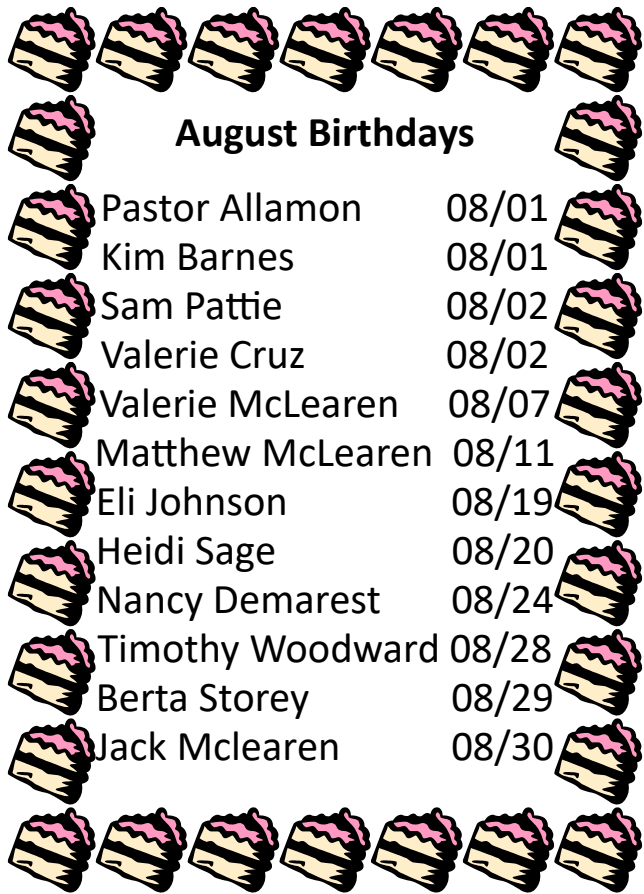 August Birthdays
Pastor Allamon 08/01
Kim Barnes 08/01
Sam Pattie 08/02
Valerie Cruz 08/02
Valerie McLearen 08/07
Matthew McLearen 08/11
Eli Johnson 08/19
Heidi Sage 08/20
Nancy Demarest 08/24
Timothy Woodward 08/28
Berta Storey 08/29
Jack Mclearen 08/30